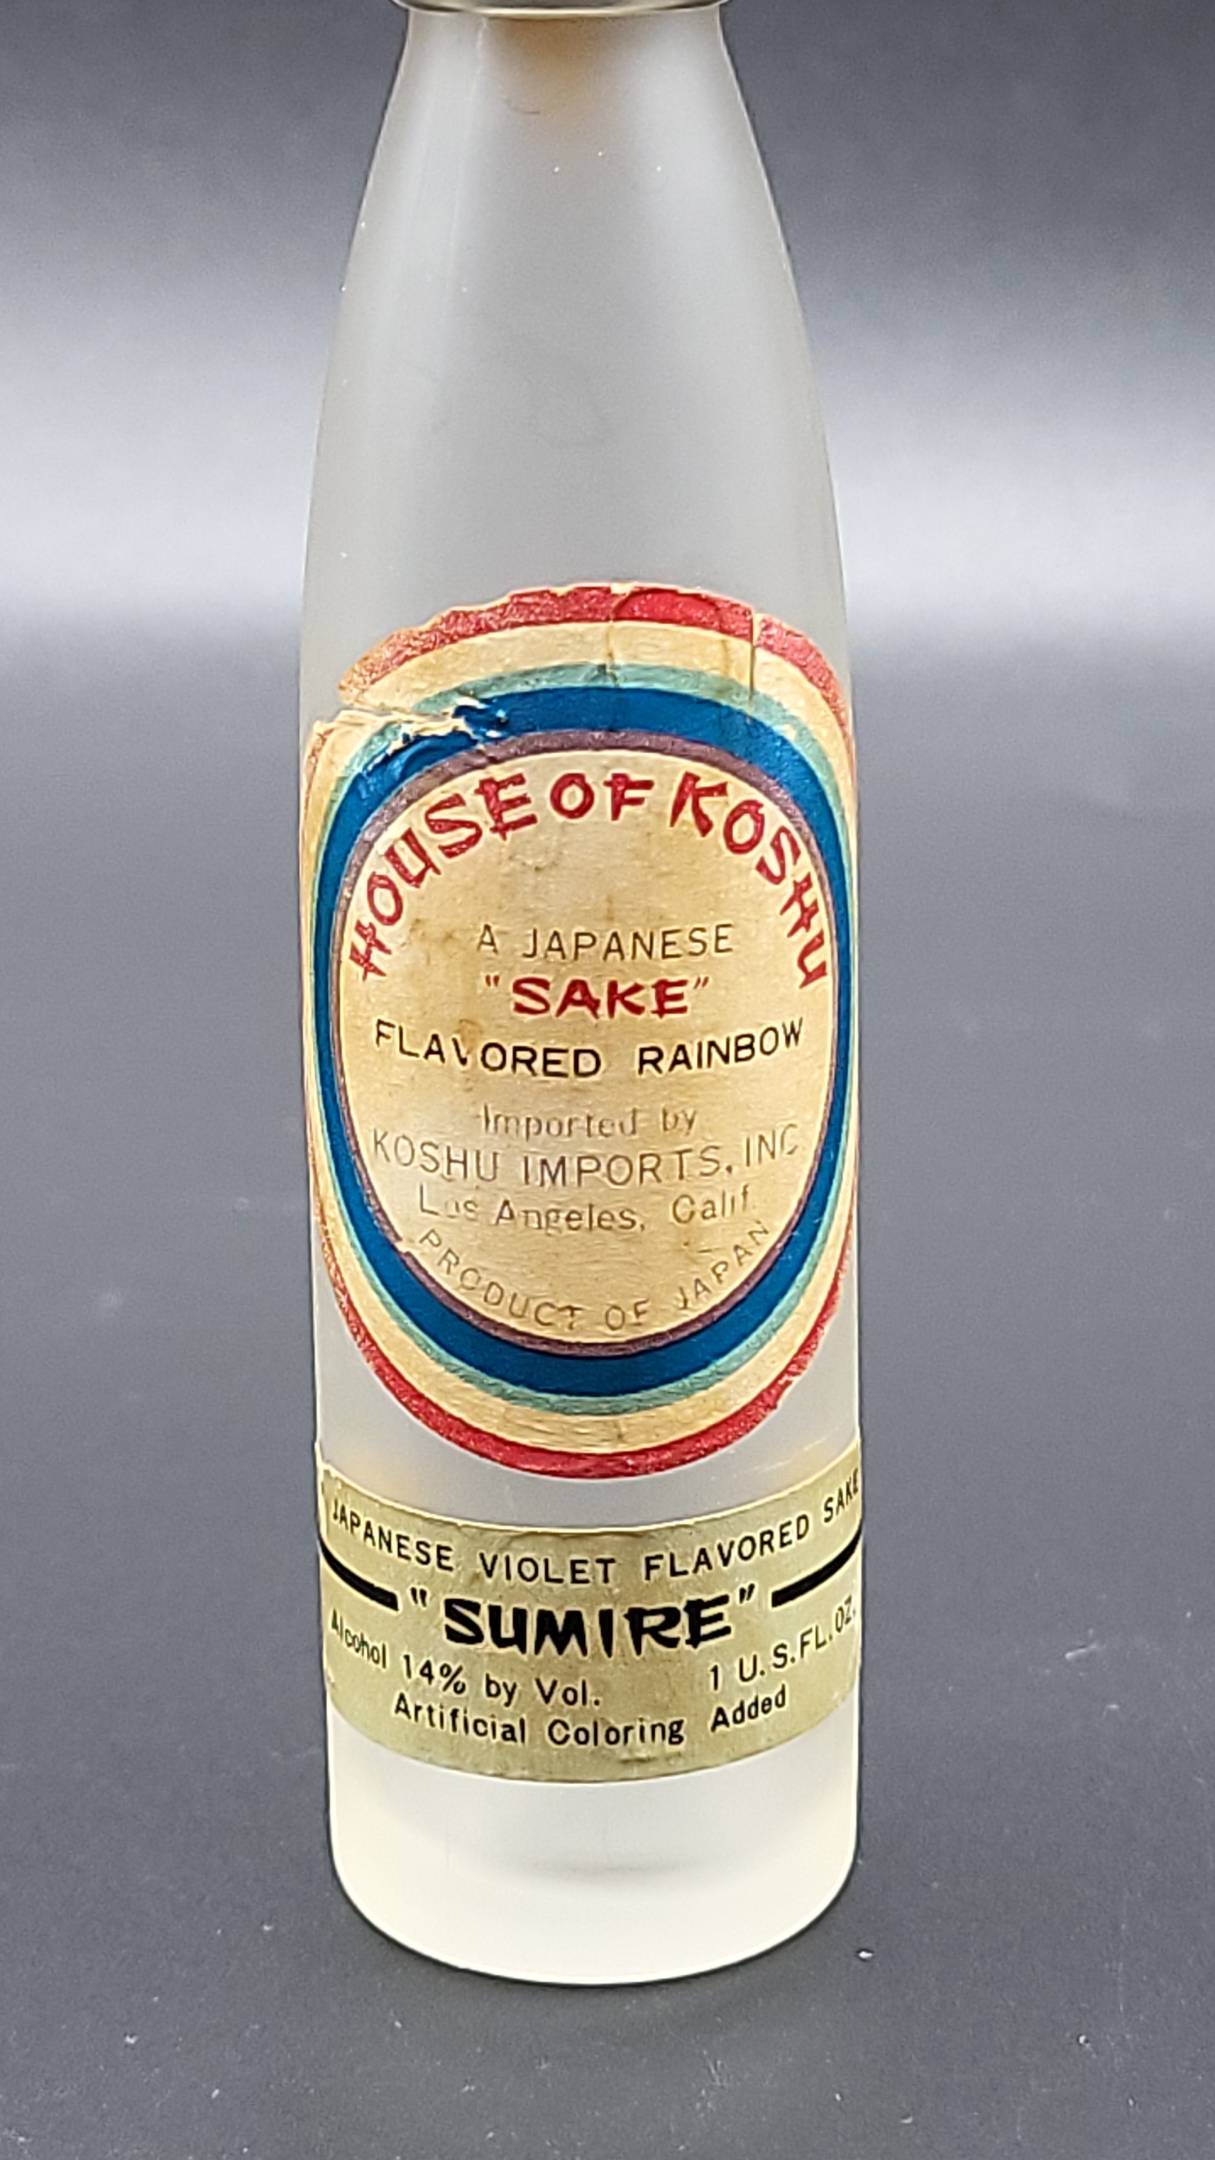 HOUSE OF KOSHU
A JAPANESE
"SAKE"
FLAVORED RAINBOW
Imported by
KOSHU IMPORTS, INC
Los Angeles, Calif.
PRODUCT OF JAPAN
JAPANESE VIOLET FLAVORED SAKE
"SUMIRE"
Alcohol 14% by Vol. 1 U.S.FL.OZ.
Artificial Coloring Added